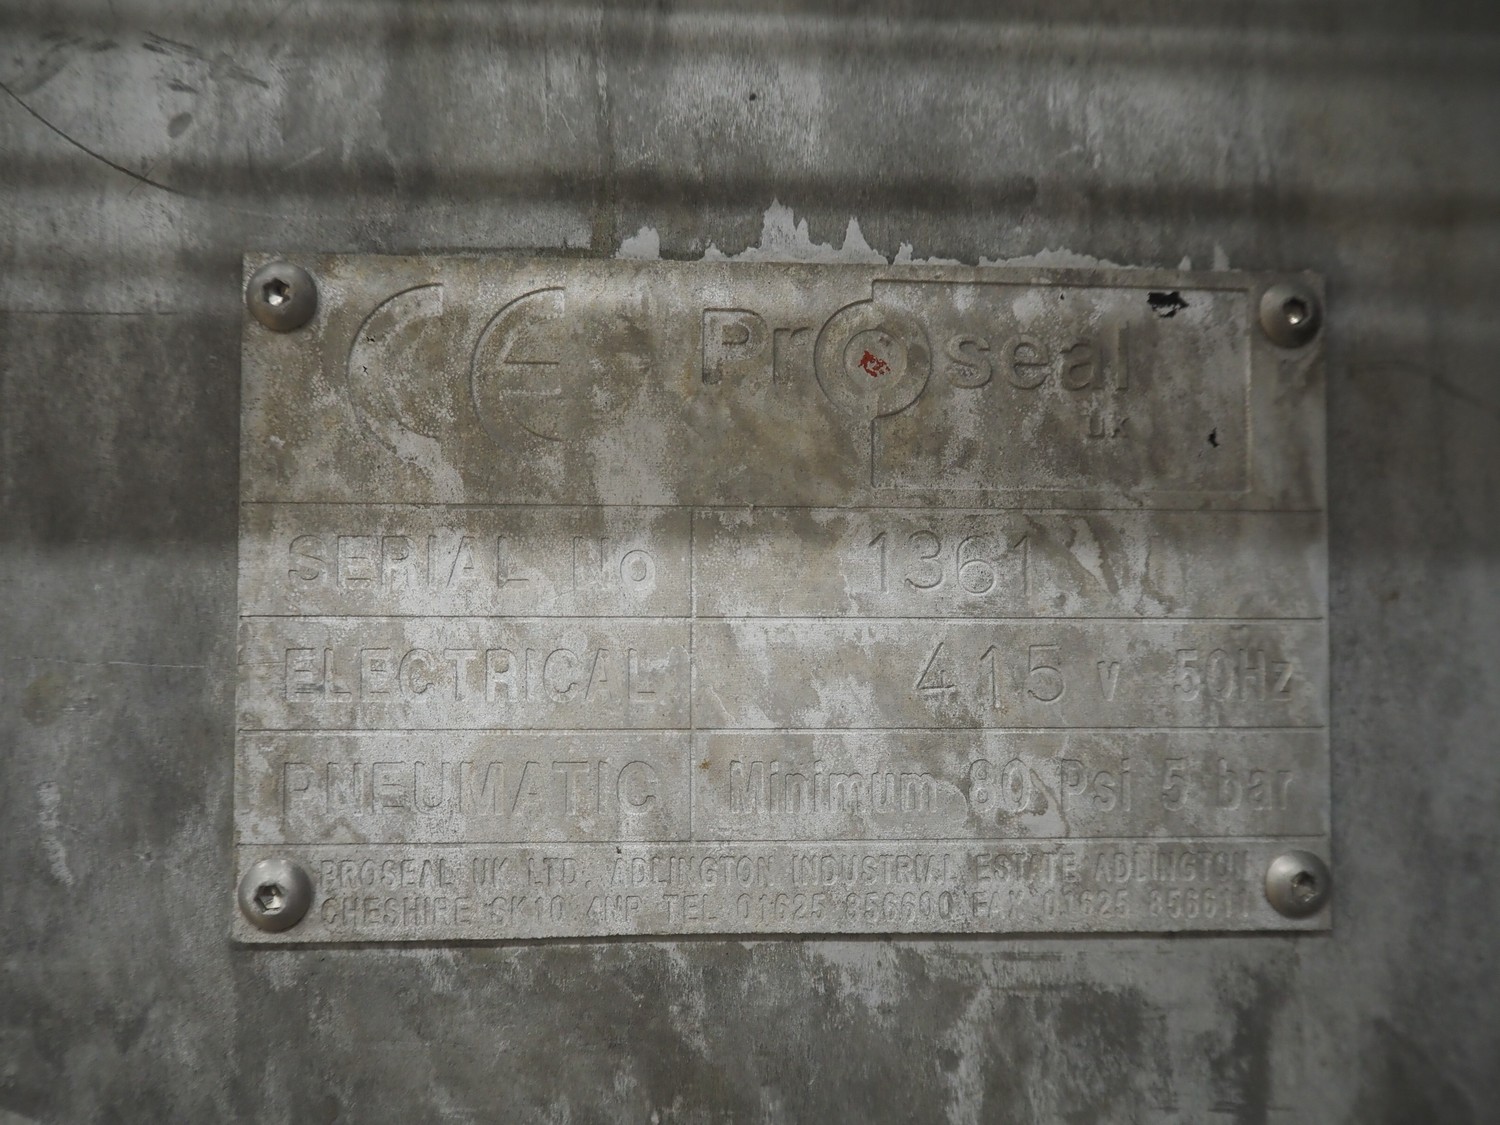 CE Proseal
UK
SERIAL No 1361
ELECTRICAL 415 v 50Hz
PNEUMATIC Minimum 80 Psi 5 bar
PROSEAL UK LTD. ADLINGTON INDUSTRIAL ESTATE ADLINGTON
CHESHIRE SK10 4NP TEL 01625 856600 FAX 01625 856611